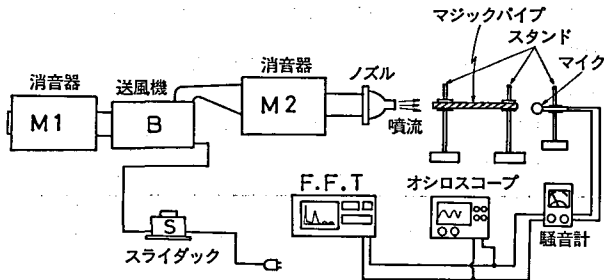 マジックパイプ
スタンド
消音器
送風機
消音器
ノズル
マイク
M1
B
M2
噴流
F.F.T
オシロスコープ
S
スライダック
騒音計